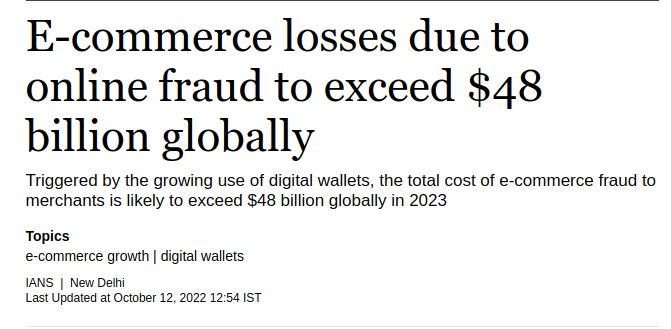 E-commerce losses due to
online fraud to exceed $48
billion globally
Triggered by the growing use of digital wallets, the total cost of e-commerce fraud to
merchants is likely to exceed $48 billion globally in 2023
Topics
e-commerce growth | digital wallets
IANS | New Delhi
Last Updated at October 12, 2022 12:54 IST